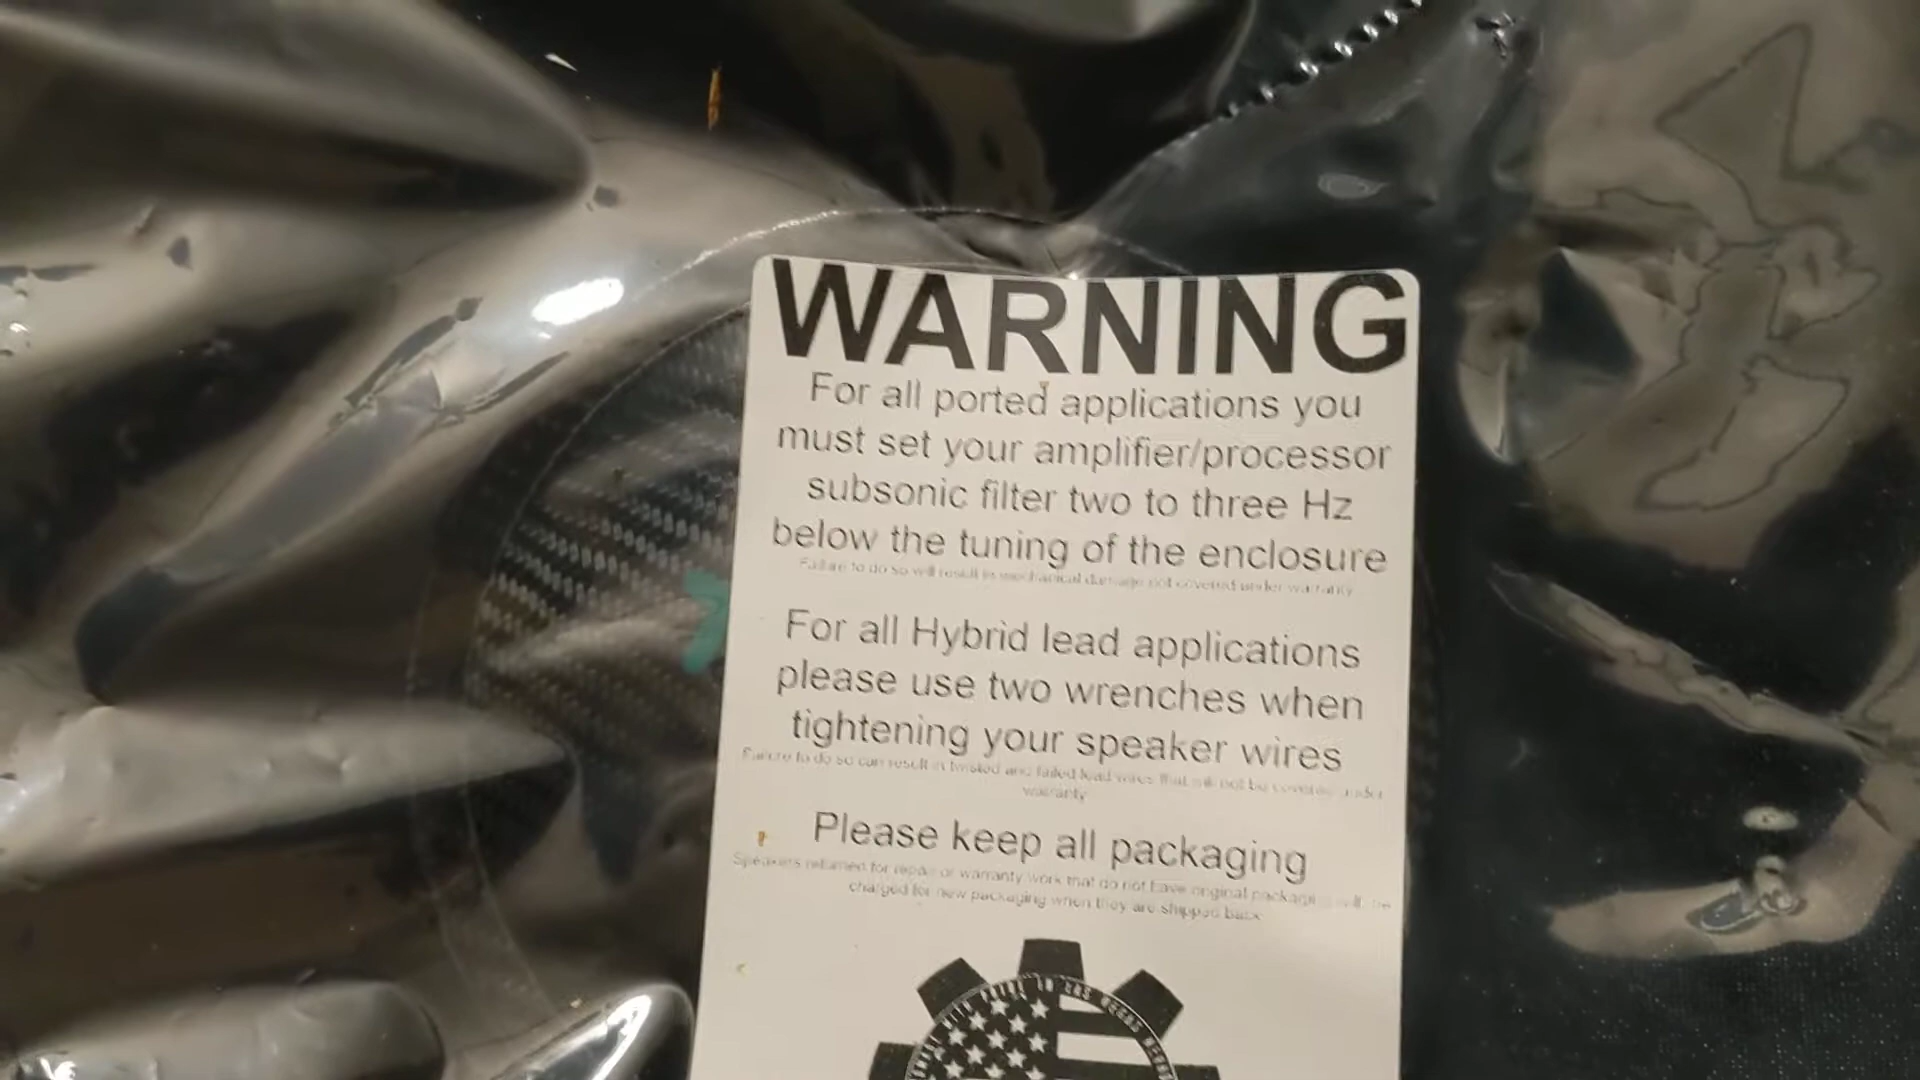 WARNING
For all ported applications you
must set your amplifier/processor
subsonic filter two to three Hz
below the tuning of the enclosure
Failure to do so will result in mechanical damage not covered under warranty
For all Hybrid lead applications
please use two wrenches when
tightening your speaker wires
Failure to do so can result in twisted and failed lead wires that will not be covered under
warranty
Please keep all packaging
Speakers returned for repair or warranty work that do not have original packaging will be
charged for new packaging when they are shipped back
IN LAS VEGAS